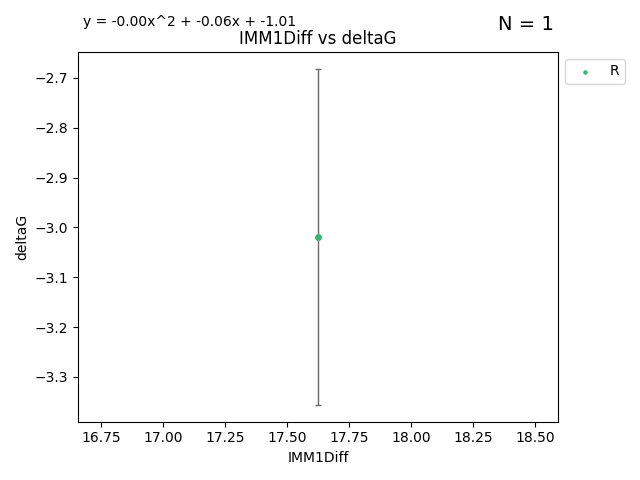 y = -0.00x^2 + -0.06x + -1.01
N = 1
IMM1Diff vs deltaG
R
−2.7
−2.8
−2.9
−3.0
−3.1
−3.2
−3.3
deltaG
16.75 17.00 17.25 17.50 17.75 18.00 18.25 18.50
IMM1Diff